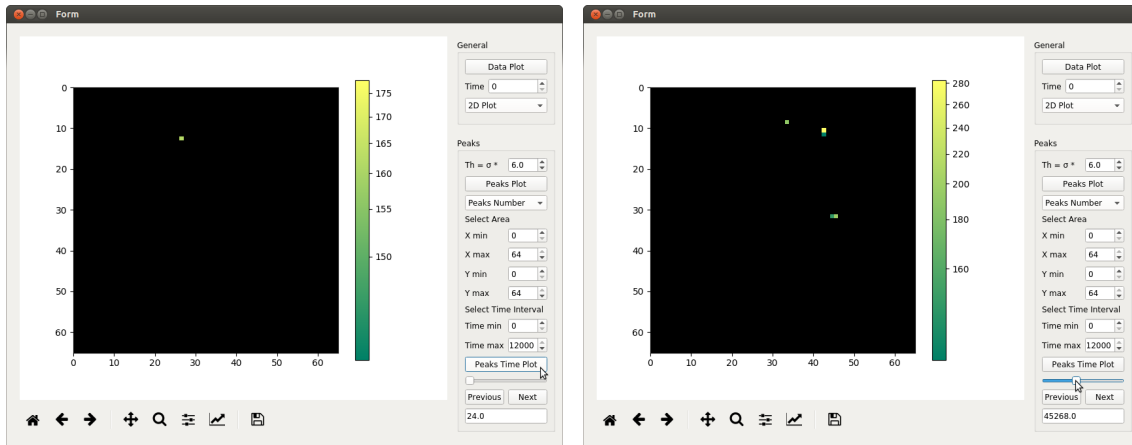 Form
0
10
20
30
40
50
60
0 10 20 30 40 50 60
175
170
165
160
155
150
General
Data Plot
Time 0
2D Plot
Peaks
Th = σ * 6.0
Peaks Plot
Peaks Number
Select Area
X min 0
X max 64
Y min 0
Y max 64
Select Time Interval
Time min 0
Time max 12000
Peaks Time Plot
Previous Next
24.0
Form
0
10
20
30
40
50
60
0 10 20 30 40 50 60
280
260
240
220
200
180
160
General
Data Plot
Time 0
2D Plot
Peaks
Th = σ * 6.0
Peaks Plot
Peaks Number
Select Area
X min 0
X max 64
Y min 0
Y max 64
Select Time Interval
Time min 0
Time max 12000
Peaks Time Plot
Previous Next
45268.0